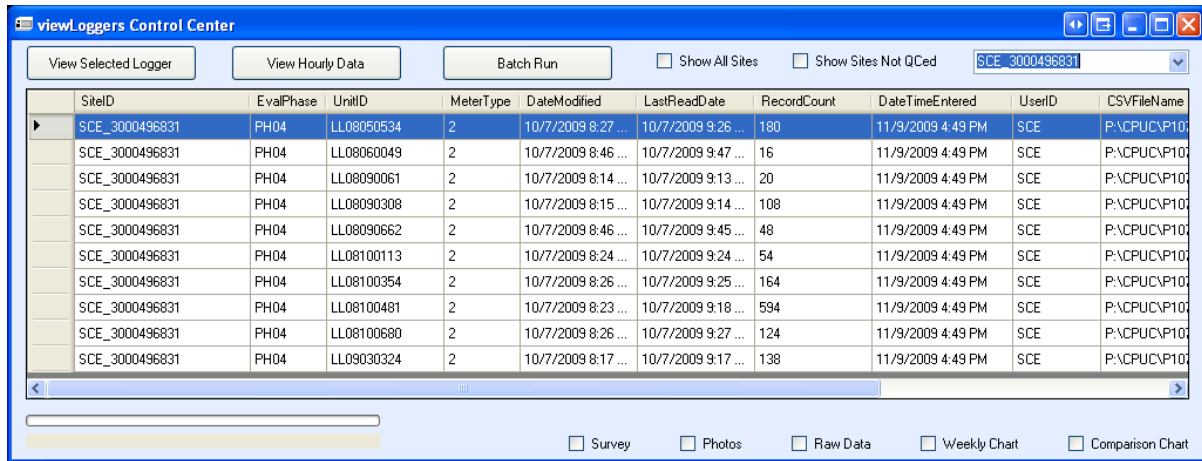 viewLoggers Control Center
View Selected Logger View Hourly Data Batch Run Show All Sites Show Sites Not QCed SCE_3000496831
SiteID EvalPhase UnitID MeterType DateModified LastReadDate RecordCount DateTimeEntered UserID CSVFileName
SCE_3000496831 PH04 LL08050534 2 10/7/2009 8:27 ... 10/7/2009 9:26 ... 180 11/9/2009 4:49 PM SCE P:\CPUC\P107
SCE_3000496831 PH04 LL08060049 2 10/7/2009 8:46 ... 10/7/2009 9:47 ... 16 11/9/2009 4:49 PM SCE P:\CPUC\P107
SCE_3000496831 PH04 LL08090061 2 10/7/2009 8:14 ... 10/7/2009 9:13 ... 20 11/9/2009 4:49 PM SCE P:\CPUC\P107
SCE_3000496831 PH04 LL08090308 2 10/7/2009 8:15 ... 10/7/2009 9:14 ... 108 11/9/2009 4:49 PM SCE P:\CPUC\P107
SCE_3000496831 PH04 LL08090662 2 10/7/2009 8:46 ... 10/7/2009 9:45 ... 48 11/9/2009 4:49 PM SCE P:\CPUC\P107
SCE_3000496831 PH04 LL08100113 2 10/7/2009 8:24 ... 10/7/2009 9:24 ... 54 11/9/2009 4:49 PM SCE P:\CPUC\P107
SCE_3000496831 PH04 LL08100354 2 10/7/2009 8:26 ... 10/7/2009 9:25 ... 164 11/9/2009 4:49 PM SCE P:\CPUC\P107
SCE_3000496831 PH04 LL08100481 2 10/7/2009 8:23 ... 10/7/2009 9:18 ... 594 11/9/2009 4:49 PM SCE P:\CPUC\P107
SCE_3000496831 PH04 LL08100680 2 10/7/2009 8:26 ... 10/7/2009 9:27 ... 124 11/9/2009 4:49 PM SCE P:\CPUC\P107
SCE_3000496831 PH04 LL09030324 2 10/7/2009 8:17 ... 10/7/2009 9:17 ... 138 11/9/2009 4:49 PM SCE P:\CPUC\P107
Survey Photos Raw Data Weekly Chart Comparison Chart